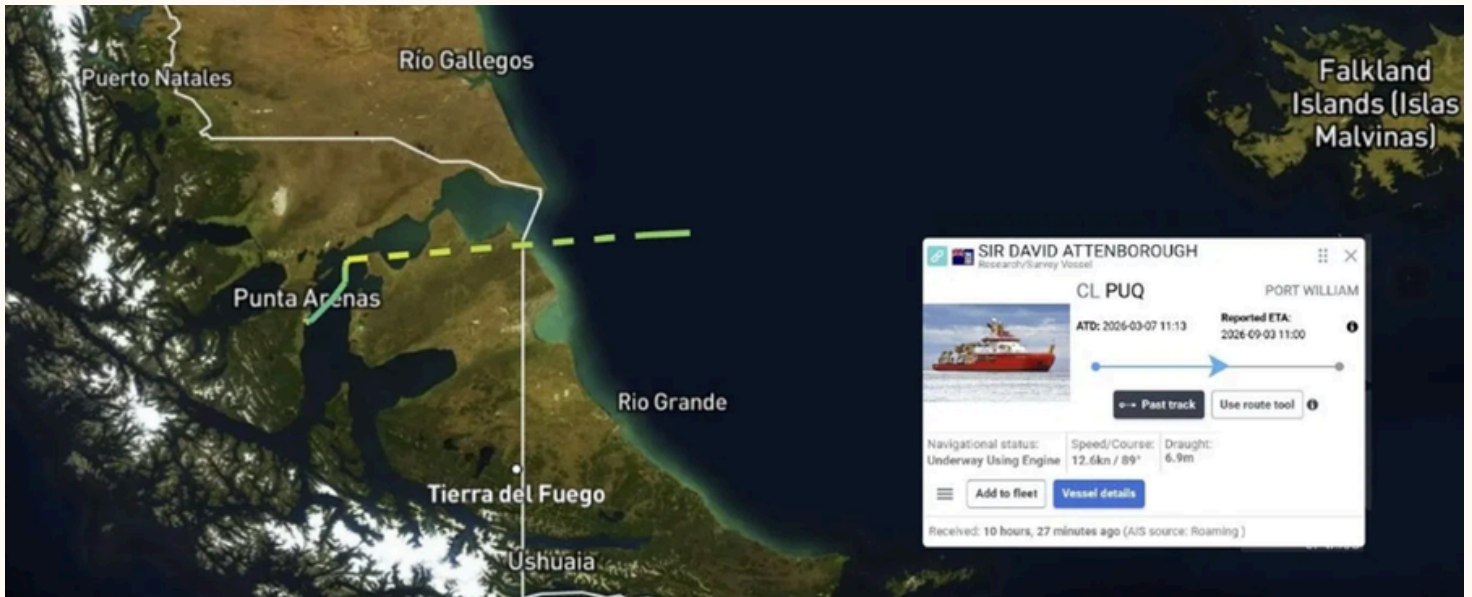 Río Gallegos
Puerto Natales
Falkland
Islands (Islas
Malvinas)
Punta Arenas
Rio Grande
Tierra del Fuego
Ushuaia
SIR DAVID ATTENBOROUGH
Research/Survey Vessel
CL PUQ
PORT WILLIAM
ATD: 2026-03-07 11:13
Reported ETA:
2026-09-03 11:00
Past track
Use route tool
Navigational status:
Underway Using Engine
Speed/Course:
12.6kn / 89°
Draught:
6.9m
Add to fleet
Vessel details
Received: 10 hours, 27 minutes ago (AIS source: Roaming )